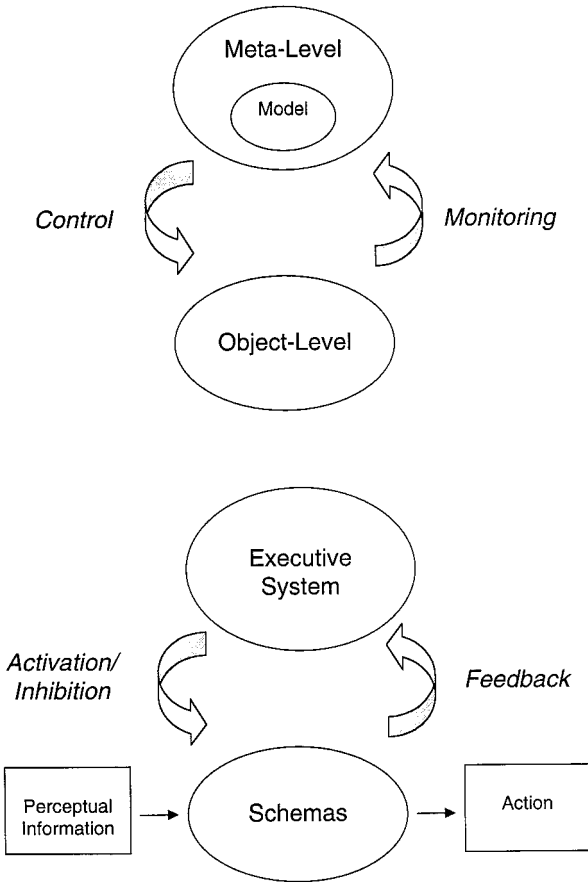 Meta-Level
Model
Control
Monitoring
Object-Level
Executive
System
Activation/
Inhibition
Feedback
Perceptual
Information
Schemas
Action